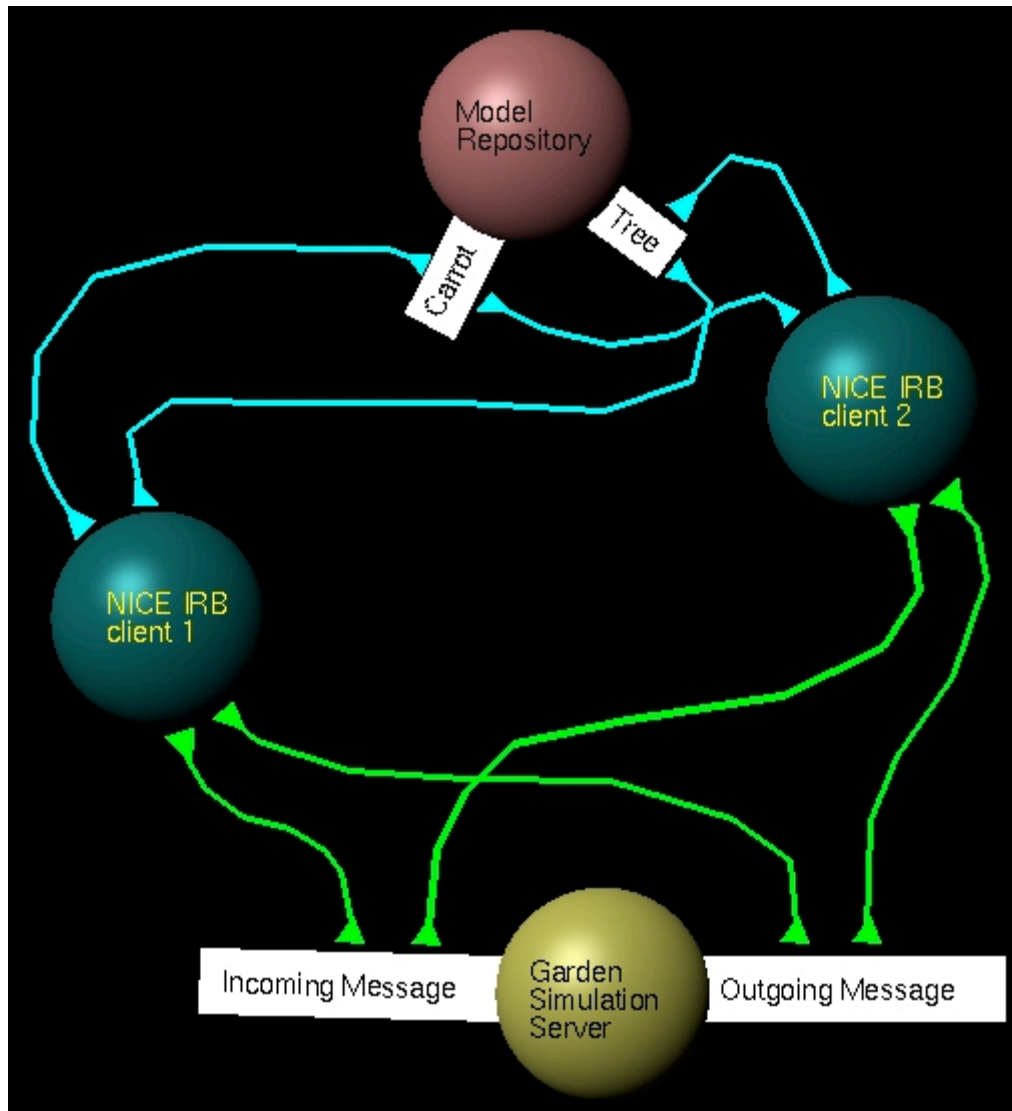 Model
Repository
Tree
Carrot
NICE IRB
client 2
NICE IRB
client 1
Incoming Message
Garden
Simulation
Server
Outgoing Message